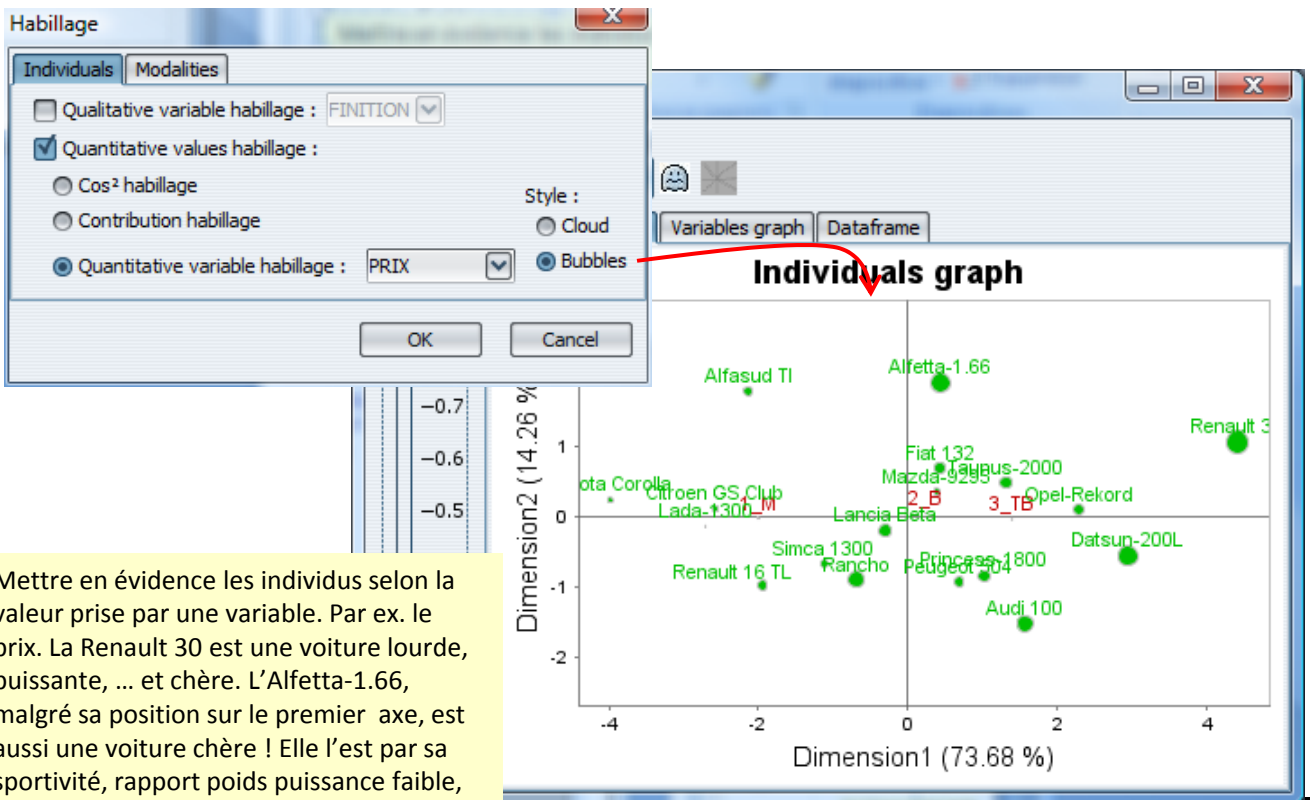 Habillage
Individuals Modalities
Qualitative variable habillage : FINITION
Quantitative values habillage :
Cos² habillage
Contribution habillage
Quantitative variable habillage : PRIX
Style :
Cloud
Bubbles
OK Cancel
Variables graph Dataframe
Individuals graph
Alfasud TI
Alfetta-1.66
Renault 3
Fiat 132
Taunus-2000
Mazda-9295
ota Corolla
Citroen GS Club
Lada-1300
1_M
2_B
3_TB
Opel-Rekord
Lancia Beta
Datsun-200L
Simca 1300
Rancho
Renault 16 TL
Princess-1800
Peugeot 504
Audi 100
Dimension2 (14.26 %
1
0
-1
-2
-4 -2 0 2 4
Dimension1 (73.68 %)
−0.7
−0.6
−0.5
Mettre en évidence les individus selon la
valeur prise par une variable. Par ex. le
prix. La Renault 30 est une voiture lourde,
puissante, … et chère. L’Alfetta-1.66,
malgré sa position sur le premier axe, est
aussi une voiture chère ! Elle l’est par sa
sportivité, rapport poids puissance faible,